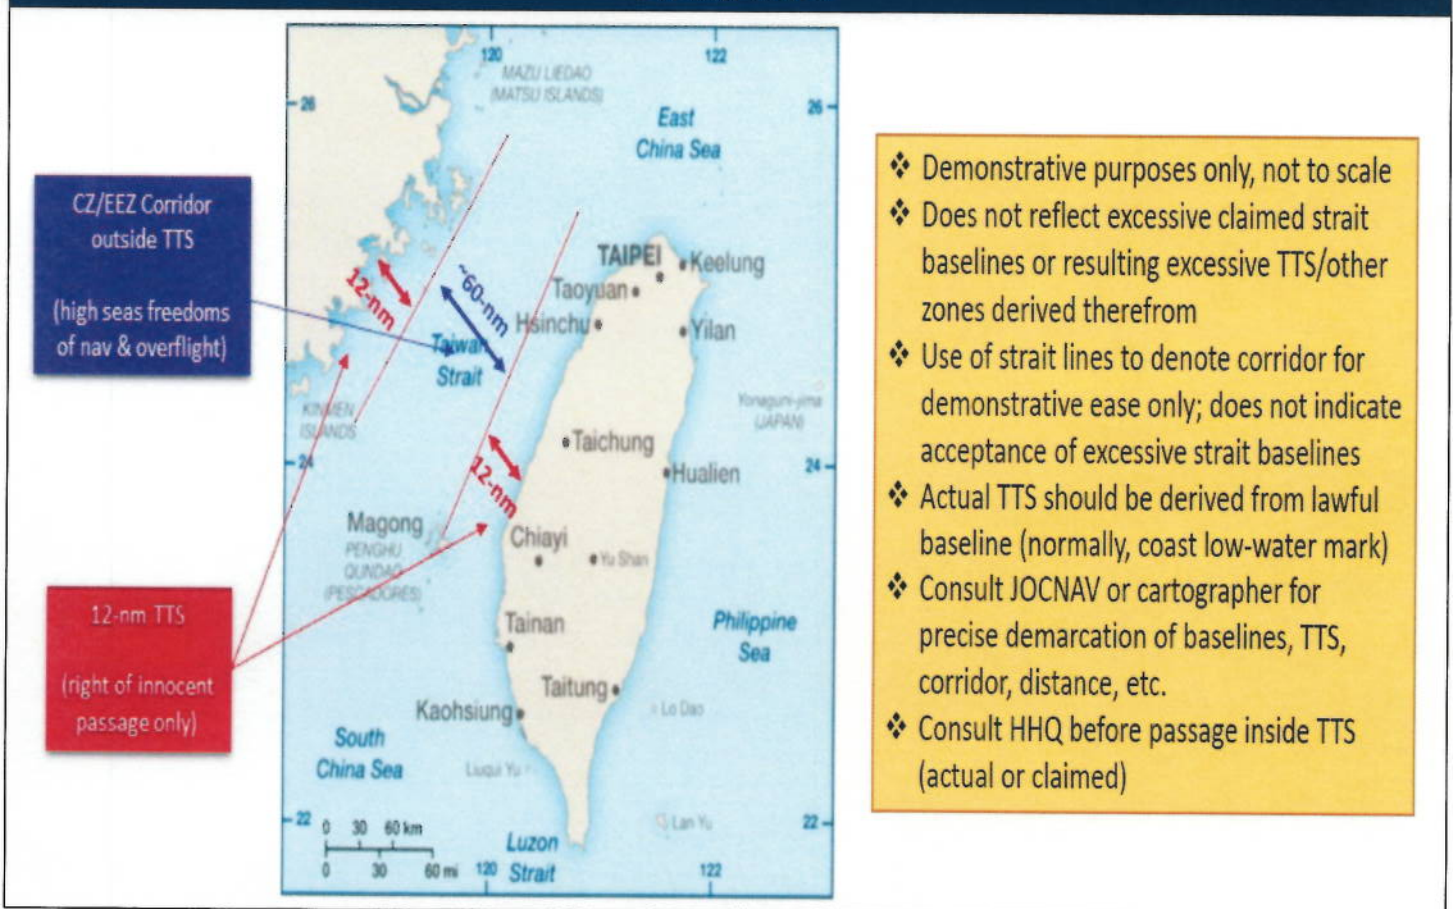 120
122
MAZU LIEDAO
(MATSU ISLANDS)
26
26
East
China Sea
CZ/EEZ Corridor
outside TTS
(high seas freedoms
of nav & overflight)
12-nm
~60-nm
TAIPEI
Keelung
Taoyuan
Hsinchu
Yilan
Taiwan
Strait
KINMEN
ISLANDS
Yonaguni-jima
(JAPAN)
Taichung
24
24
12-nm
Hualien
Magong
PENGHU
QUNDAO
(PESCADORES)
Chiayi
Yu Shan
12-nm TTS
(right of innocent
passage only)
Tainan
Philippine
Sea
Taitung
Kaohsiung
Lo Dao
South
China Sea
Liuqui Yu
22
22
Lan Yu
0 30 60 km
0 30 60 mi
Luzon
Strait
120
122
❖ Demonstrative purposes only, not to scale
❖ Does not reflect excessive claimed strait
baselines or resulting excessive TTS/other
zones derived therefrom
❖ Use of strait lines to denote corridor for
demonstrative ease only; does not indicate
acceptance of excessive strait baselines
❖ Actual TTS should be derived from lawful
baseline (normally, coast low-water mark)
❖ Consult JOCNAV or cartographer for
precise demarcation of baselines, TTS,
corridor, distance, etc.
❖ Consult HHQ before passage inside TTS
(actual or claimed)